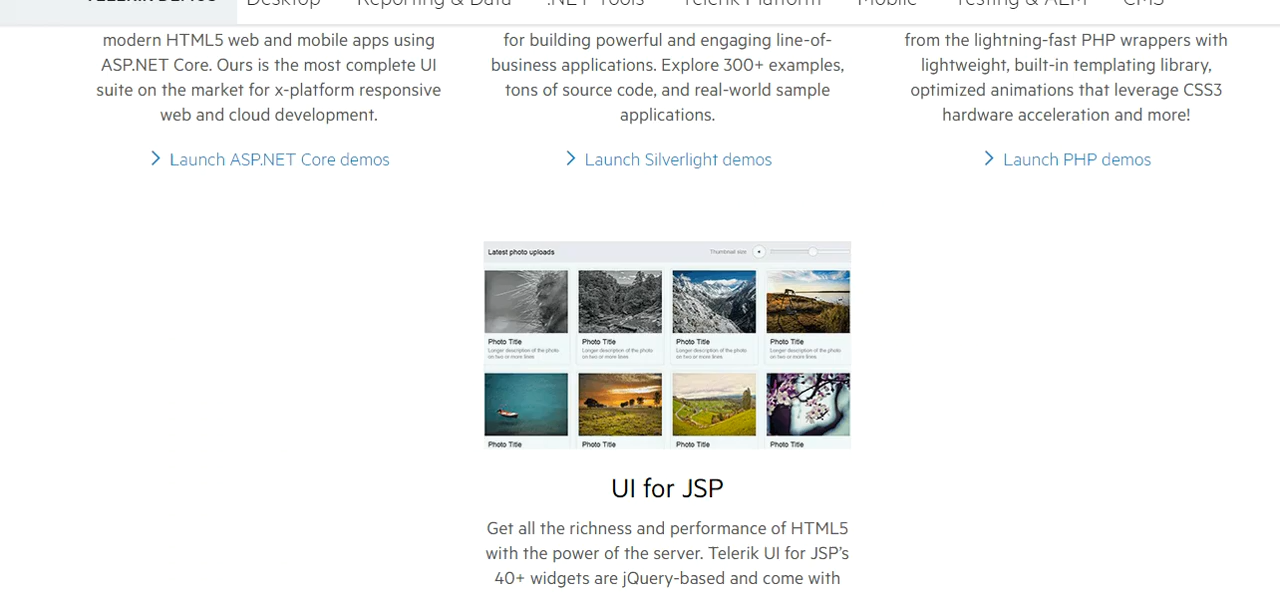 TELERIK DEMOS Desktop Reporting & Data .NET Tools Telerik Platform Mobile Testing & ALM CMS
modern HTML5 web and mobile apps using
ASP.NET Core. Ours is the most complete UI
suite on the market for x-platform responsive
web and cloud development.
Launch ASP.NET Core demos
for building powerful and engaging line-of-
business applications. Explore 300+ examples,
tons of source code, and real-world sample
applications.
Launch Silverlight demos
from the lightning-fast PHP wrappers with
lightweight, built-in templating library,
optimized animations that leverage CSS3
hardware acceleration and more!
Launch PHP demos
Latest photo uploads Thumbnail size
Photo Title Photo Title Photo Title Photo Title
Longer description of the photo Longer description of the photo Longer description of the photo Longer description of the photo
on two or more lines on two or more lines on two or more lines on two or more lines
Photo Title Photo Title Photo Title Photo Title
UI for JSP
Get all the richness and performance of HTML5
with the power of the server. Telerik UI for JSP’s
40+ widgets are jQuery-based and come with